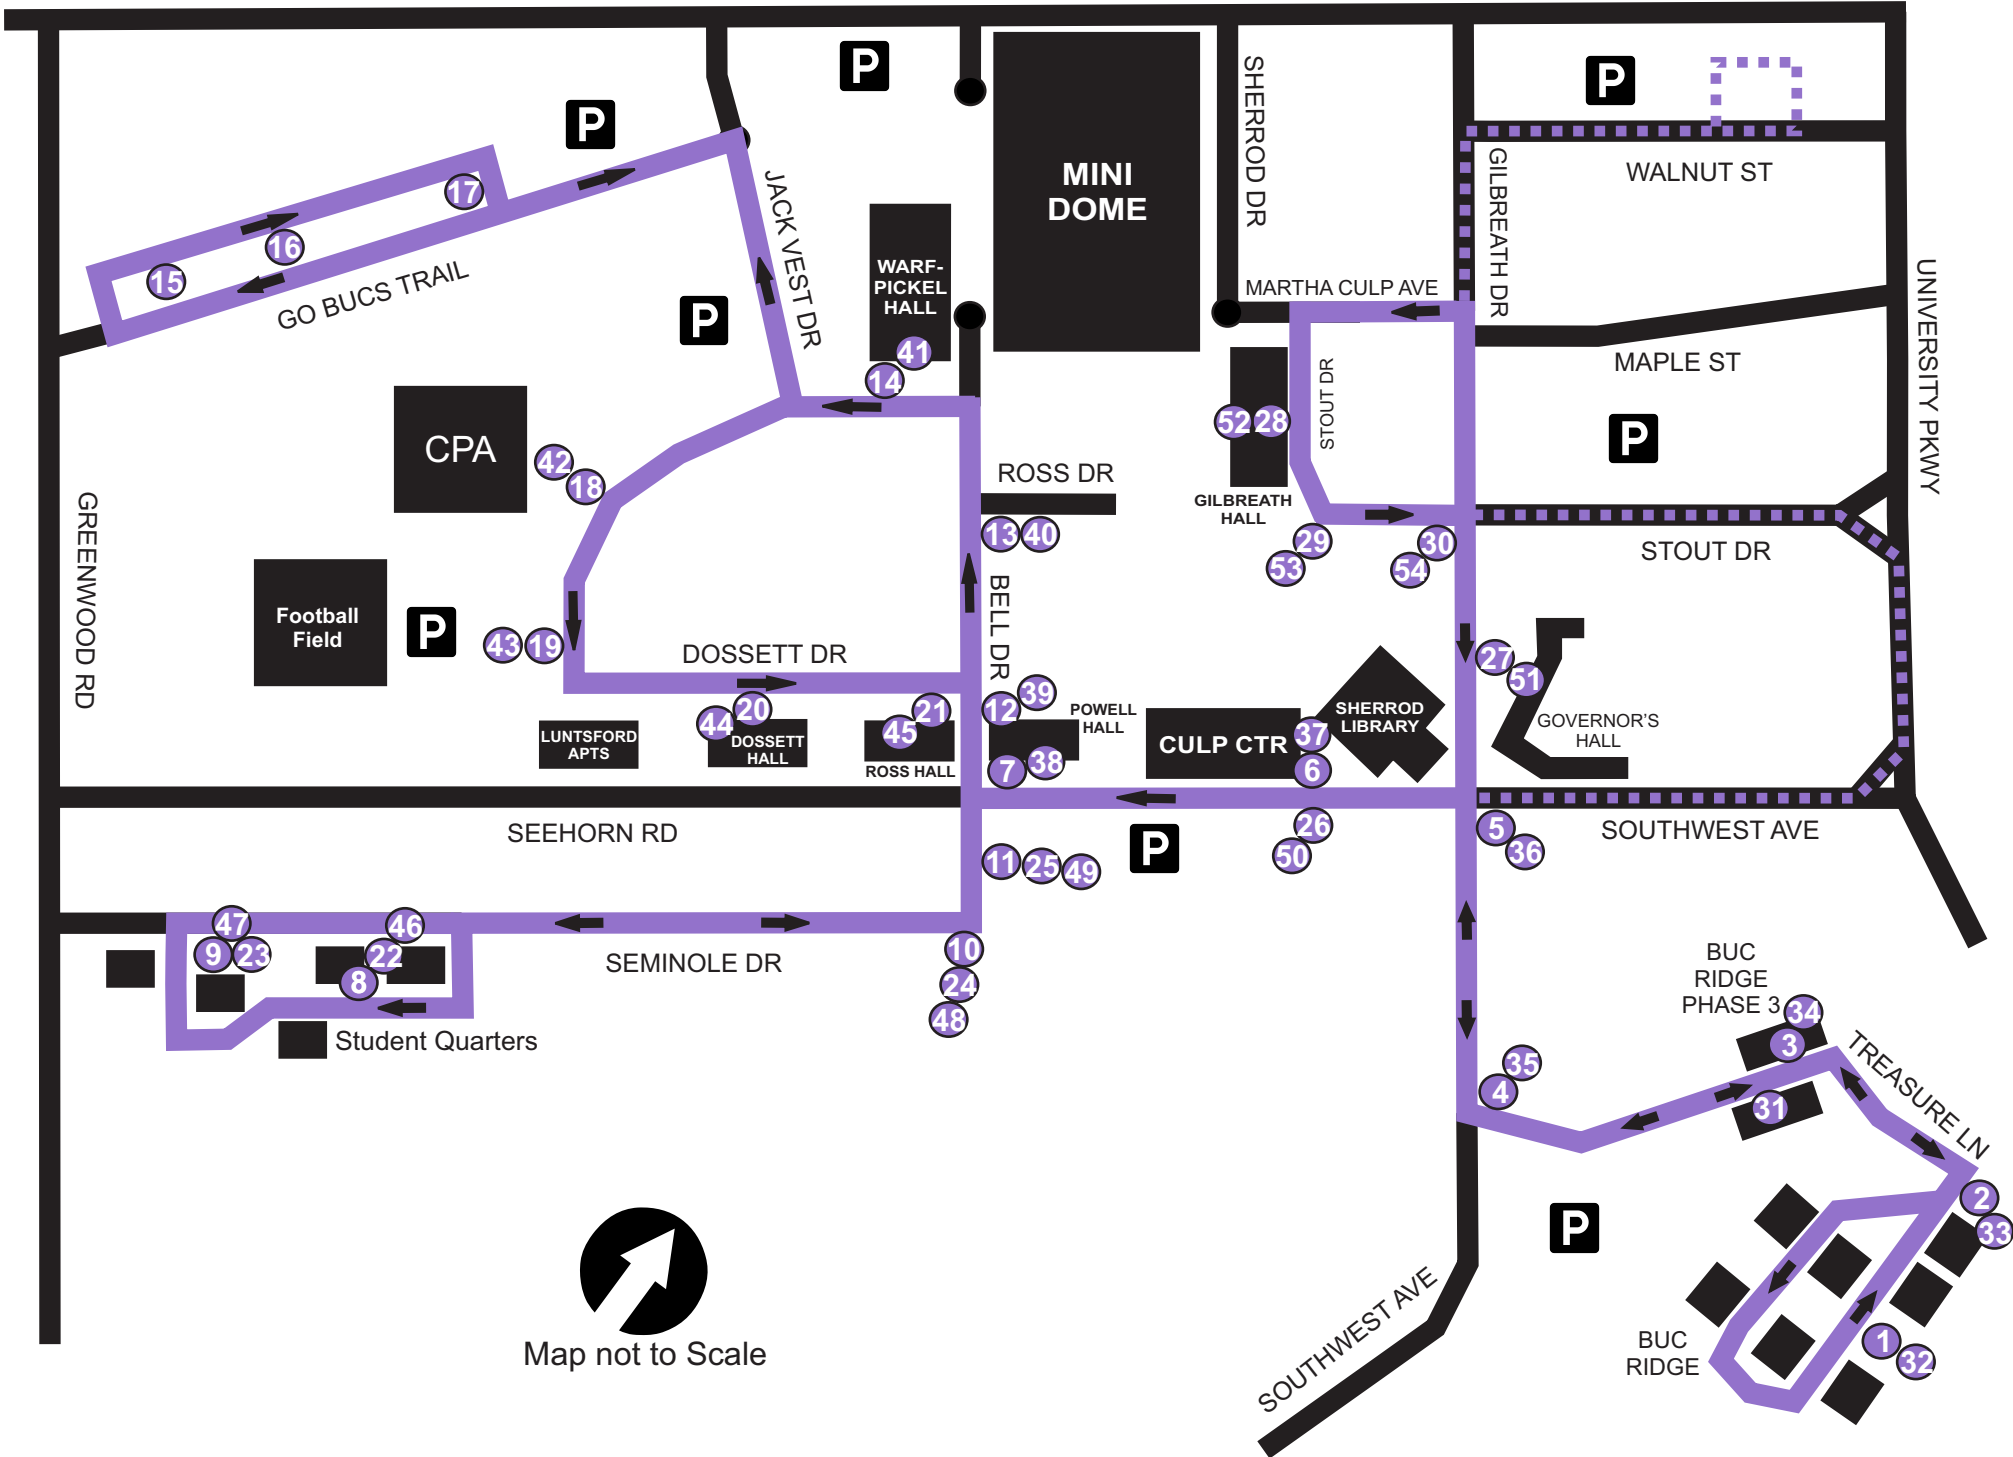 P
P
P
SHERROD DR
MINI
DOME
GILBREATH DR
WALNUT ST
17
JACK VEST DR
16
15
GO BUCS TRAIL
WARF-
PICKEL
HALL
41
14
P
MARTHA CULP AVE
UNIVERSITY PKWY
MAPLE ST
STOUT DR
52 28
GILBREATH
HALL
P
CPA
42
18
ROSS DR
13 40
29
53
30
54
STOUT DR
GREENWOOD RD
Football
Field
P
43 19
DOSSETT DR
BELL DR
27
51
GOVERNOR'S
HALL
LUNTSFORD
APTS
44
20
DOSSETT
HALL
21
45
ROSS HALL
12
39
POWELL
HALL
7
38
CULP CTR
37
6
SHERROD
LIBRARY
SEEHORN RD
11 25 49
P
26
50
5
36
SOUTHWEST AVE
47
9 23
46
22
8
SEMINOLE DR
10
24
48
Student Quarters
BUC
RIDGE
PHASE 3
34
3
35
4
31
TREASURE LN
2
33
P
SOUTHWEST AVE
BUC
RIDGE
1
32
Map not to Scale